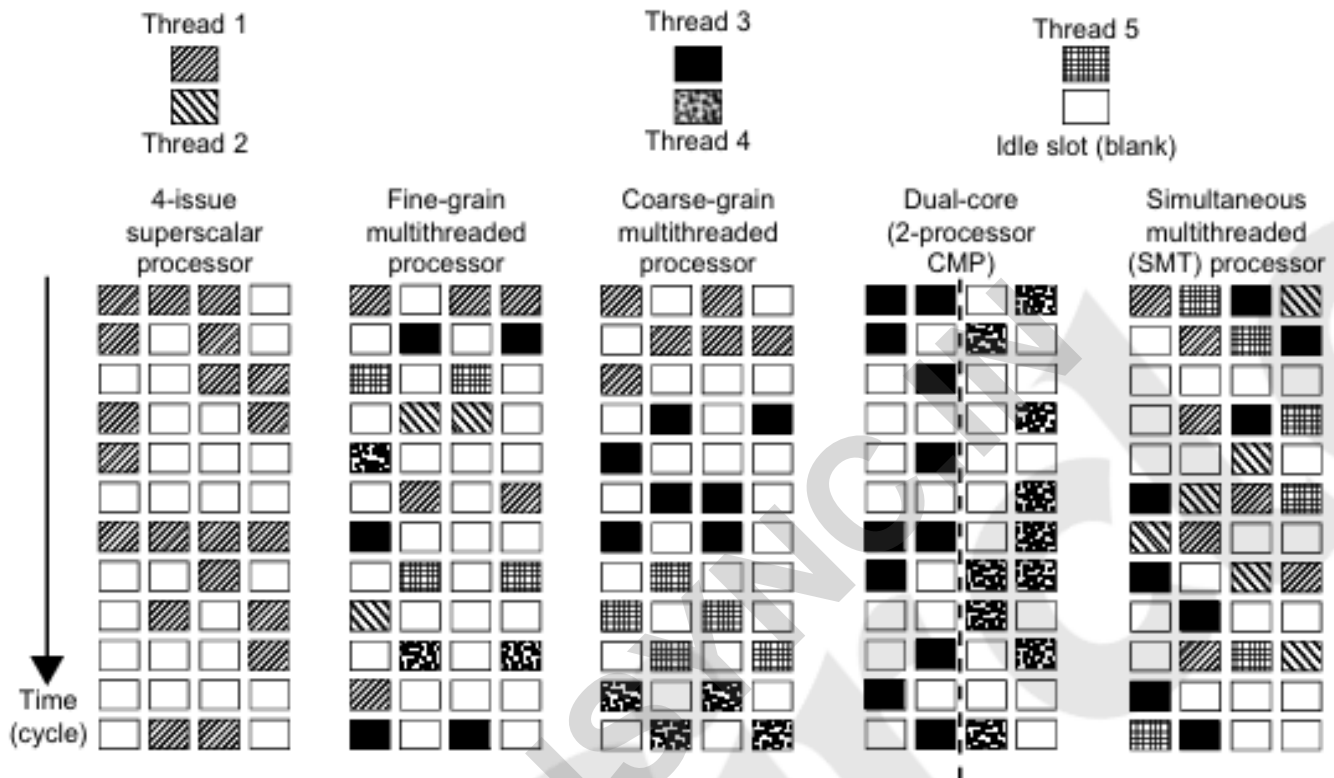 Thread 1
Thread 3
Thread 5
Thread 2
Thread 4
Idle slot (blank)
4-issue
superscalar
processor
Fine-grain
multithreaded
processor
Coarse-grain
multithreaded
processor
Dual-core
(2-processor
CMP)
Simultaneous
multithreaded
(SMT) processor
Time
(cycle)